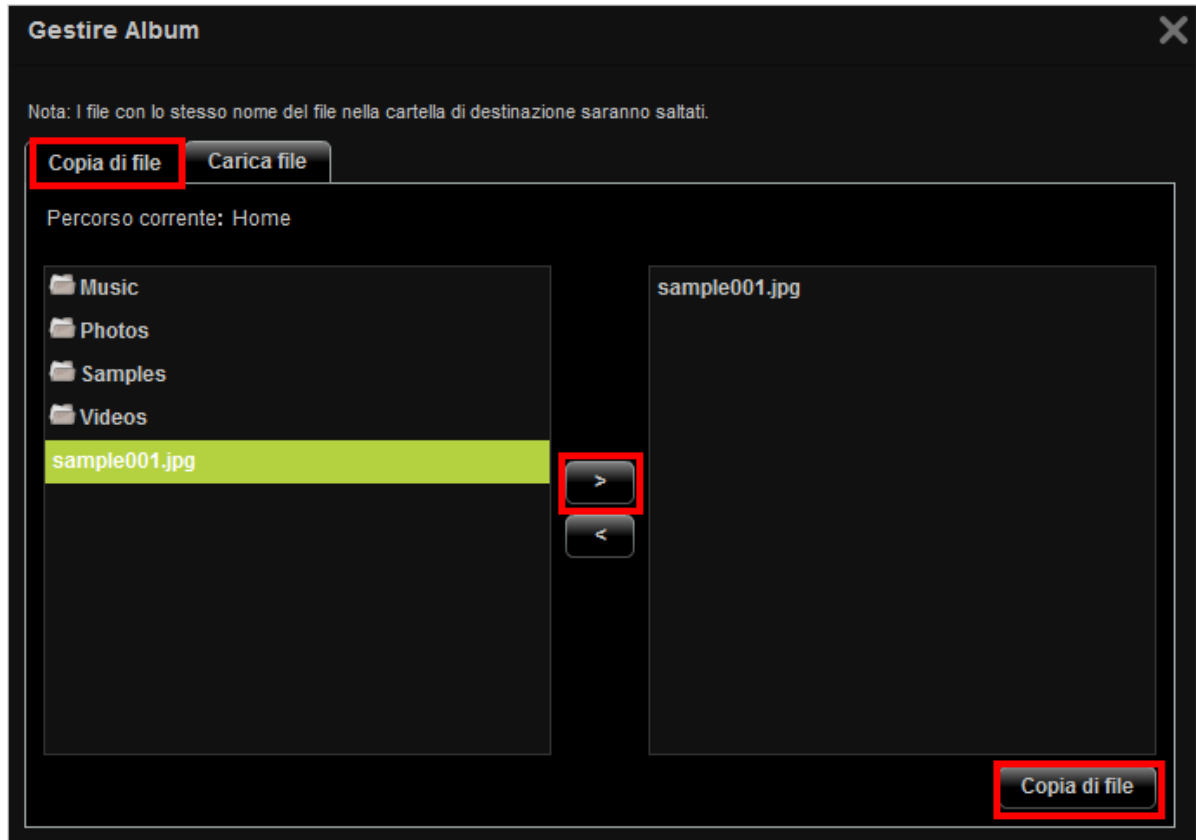 Gestire Album
Nota: I file con lo stesso nome del file nella cartella di destinazione saranno saltati.
Copia di file
Carica file
Percorso corrente: Home
Music
Photos
Samples
Videos
sample001.jpg
>
<
sample001.jpg
Copia di file